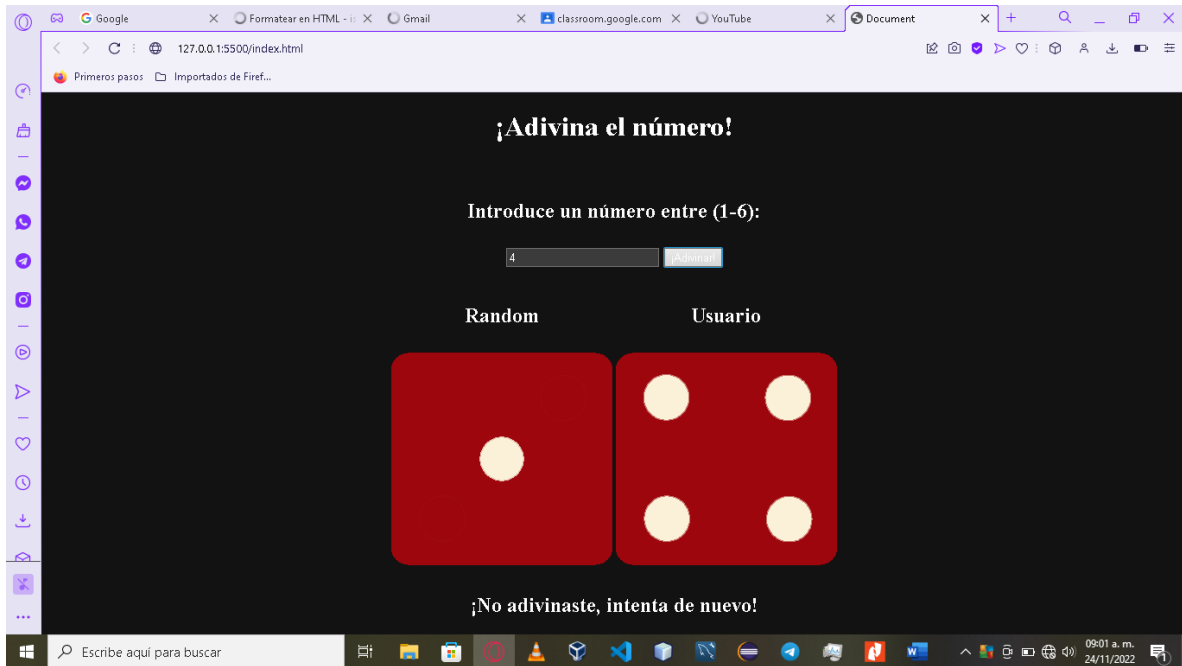 Google
Formatear en HTML - is
Gmail
classroom.google.com
YouTube
Document
127.0.0.1:5500/index.html
Primeros pasos
Importados de Firef...
¡Adivina el número!
Introduce un número entre (1-6):
4 ¡Adivinar!
Random Usuario
¡No adivinaste, intenta de nuevo!
Escribe aquí para buscar
09:01 a. m.
24/11/2022